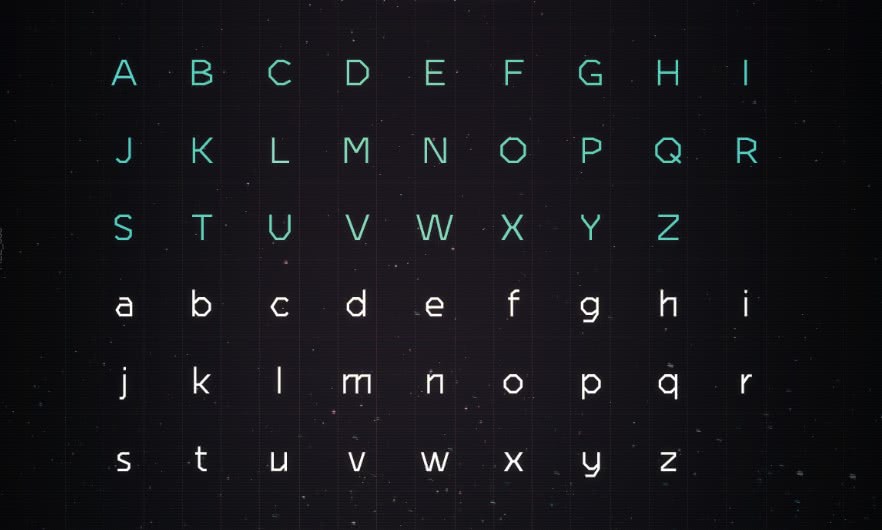 A B C D E F G H I
J K L M N O P Q R
S T U V W X Y Z
a b c d e f g h i
j k l m n o p q r
s t u v w x y z